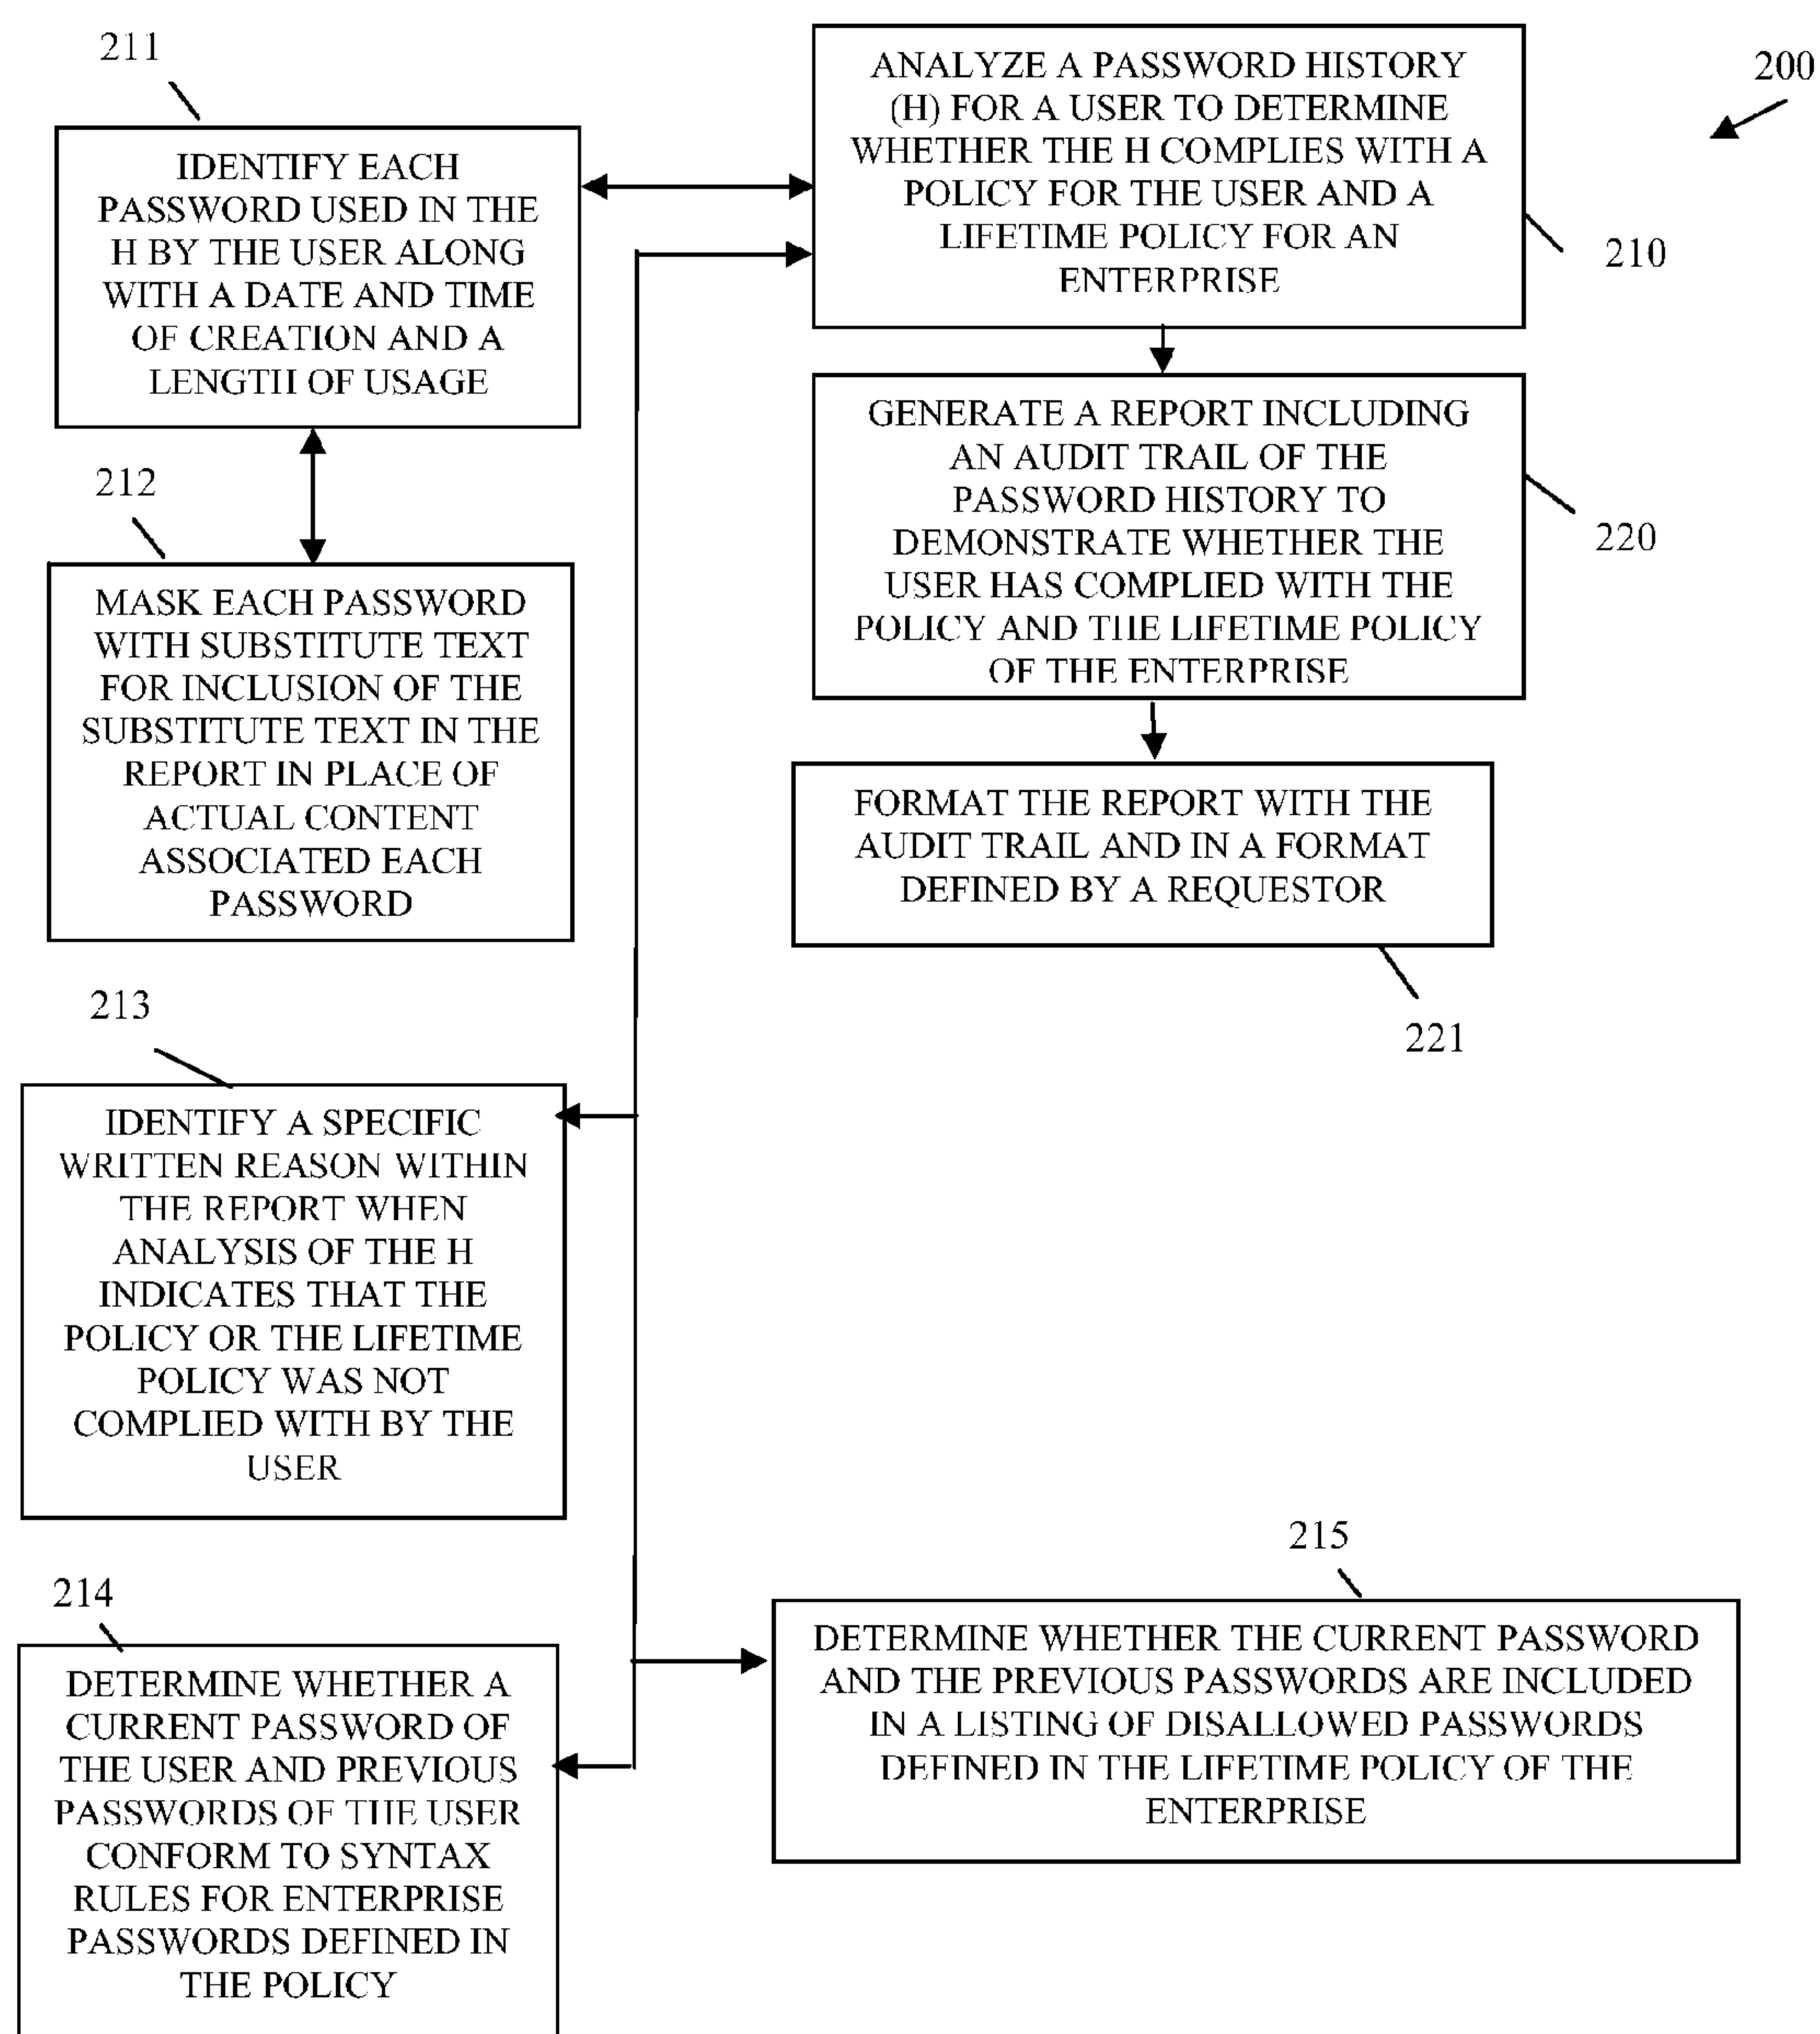 200
210
ANALYZE A PASSWORD HISTORY
(H) FOR A USER TO DETERMINE
WHETHER THE H COMPLIES WITH A
POLICY FOR THE USER AND A
LIFETIME POLICY FOR AN
ENTERPRISE
211
IDENTIFY EACH
PASSWORD USED IN THE
H BY THE USER ALONG
WITH A DATE AND TIME
OF CREATION AND A
LENGTH OF USAGE
212
MASK EACH PASSWORD
WITH SUBSTITUTE TEXT
FOR INCLUSION OF THE
SUBSTITUTE TEXT IN THE
REPORT IN PLACE OF
ACTUAL CONTENT
ASSOCIATED EACH
PASSWORD
220
GENERATE A REPORT INCLUDING
AN AUDIT TRAIL OF THE
PASSWORD HISTORY TO
DEMONSTRATE WHETHER THE
USER HAS COMPLIED WITH THE
POLICY AND THE LIFETIME POLICY
OF THE ENTERPRISE
FORMAT THE REPORT WITH THE
AUDIT TRAIL AND IN A FORMAT
DEFINED BY A REQUESTOR
221
213
IDENTIFY A SPECIFIC
WRITTEN REASON WITHIN
THE REPORT WHEN
ANALYSIS OF THE H
INDICATES THAT THE
POLICY OR THE LIFETIME
POLICY WAS NOT
COMPLIED WITH BY THE
USER
214
DETERMINE WHETHER A
CURRENT PASSWORD OF
THE USER AND PREVIOUS
PASSWORDS OF THE USER
CONFORM TO SYNTAX
RULES FOR ENTERPRISE
PASSWORDS DEFINED IN
THE POLICY
215
DETERMINE WHETHER THE CURRENT PASSWORD
AND THE PREVIOUS PASSWORDS ARE INCLUDED
IN A LISTING OF DISALLOWED PASSWORDS
DEFINED IN THE LIFETIME POLICY OF THE
ENTERPRISE